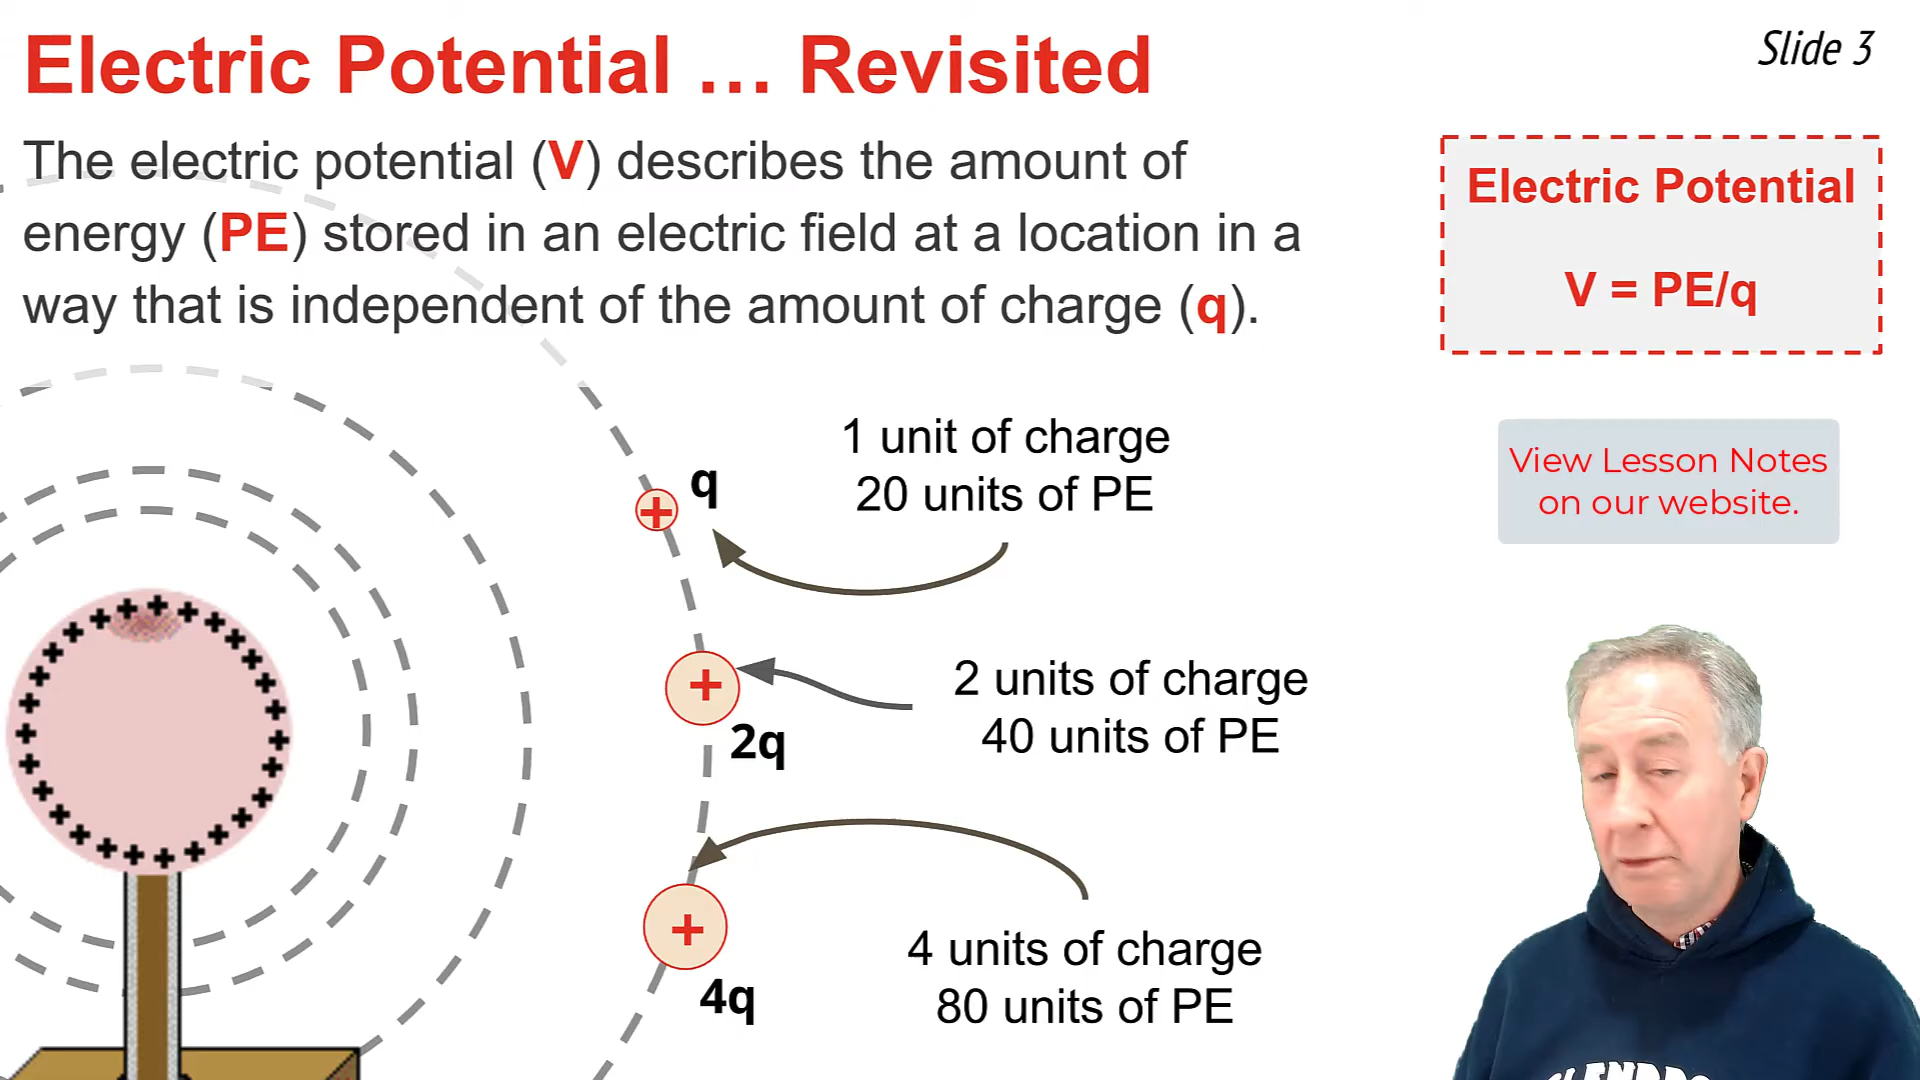 Electric Potential … Revisited
Slide 3
The electric potential (V) describes the amount of
energy (PE) stored in an electric field at a location in a
way that is independent of the amount of charge (q).
Electric Potential
V = PE/q
View Lesson Notes
on our website.
1 unit of charge
20 units of PE
q
2 units of charge
40 units of PE
2q
4 units of charge
80 units of PE
4q